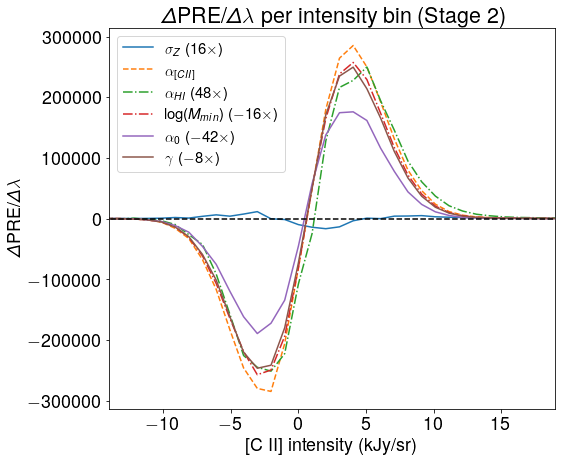 ΔPRE/Δλ per intensity bin (Stage 2)
300000
200000
100000
0
−100000
−200000
−300000
ΔPRE/Δλ
σ_Z (16×)
α_[CII]
α_HI (48×)
log(M_min) (−16×)
α_0 (−42×)
γ (−8×)
−10 −5 0 5 10 15
[C II] intensity (kJy/sr)